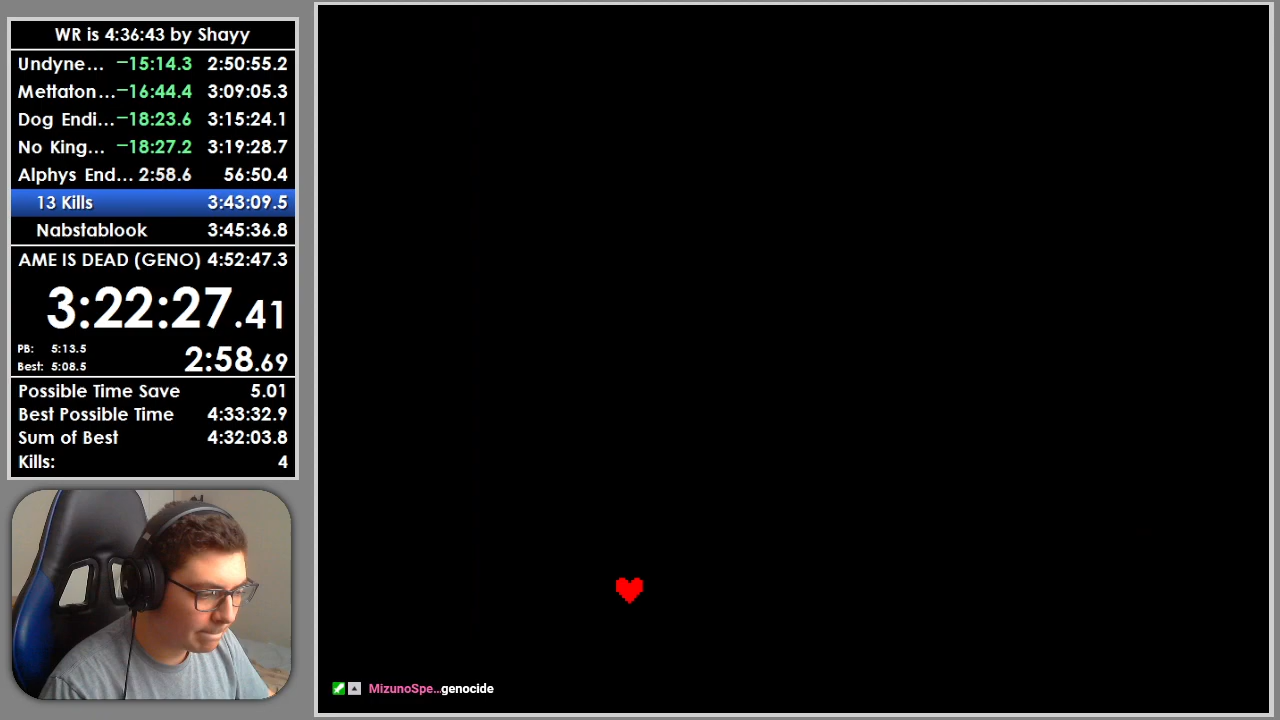 WR is 4:36:43 by Shayy
Undyne... −15:14.3 2:50:55.2
Mettaton... −16:44.4 3:09:05.3
Dog Endi... −18:23.6 3:15:24.1
No King... −18:27.2 3:19:28.7
Alphys End... 2:58.6 56:50.4
13 Kills 3:43:09.5
Nabstablook 3:45:36.8
AME IS DEAD (GENO) 4:52:47.3
3:22:27.41
PB: 5:13.5
Best: 5:08.5
2:58.69
Possible Time Save 5.01
Best Possible Time 4:33:32.9
Sum of Best 4:32:03.8
Kills: 4
MizunoSpe...genocide